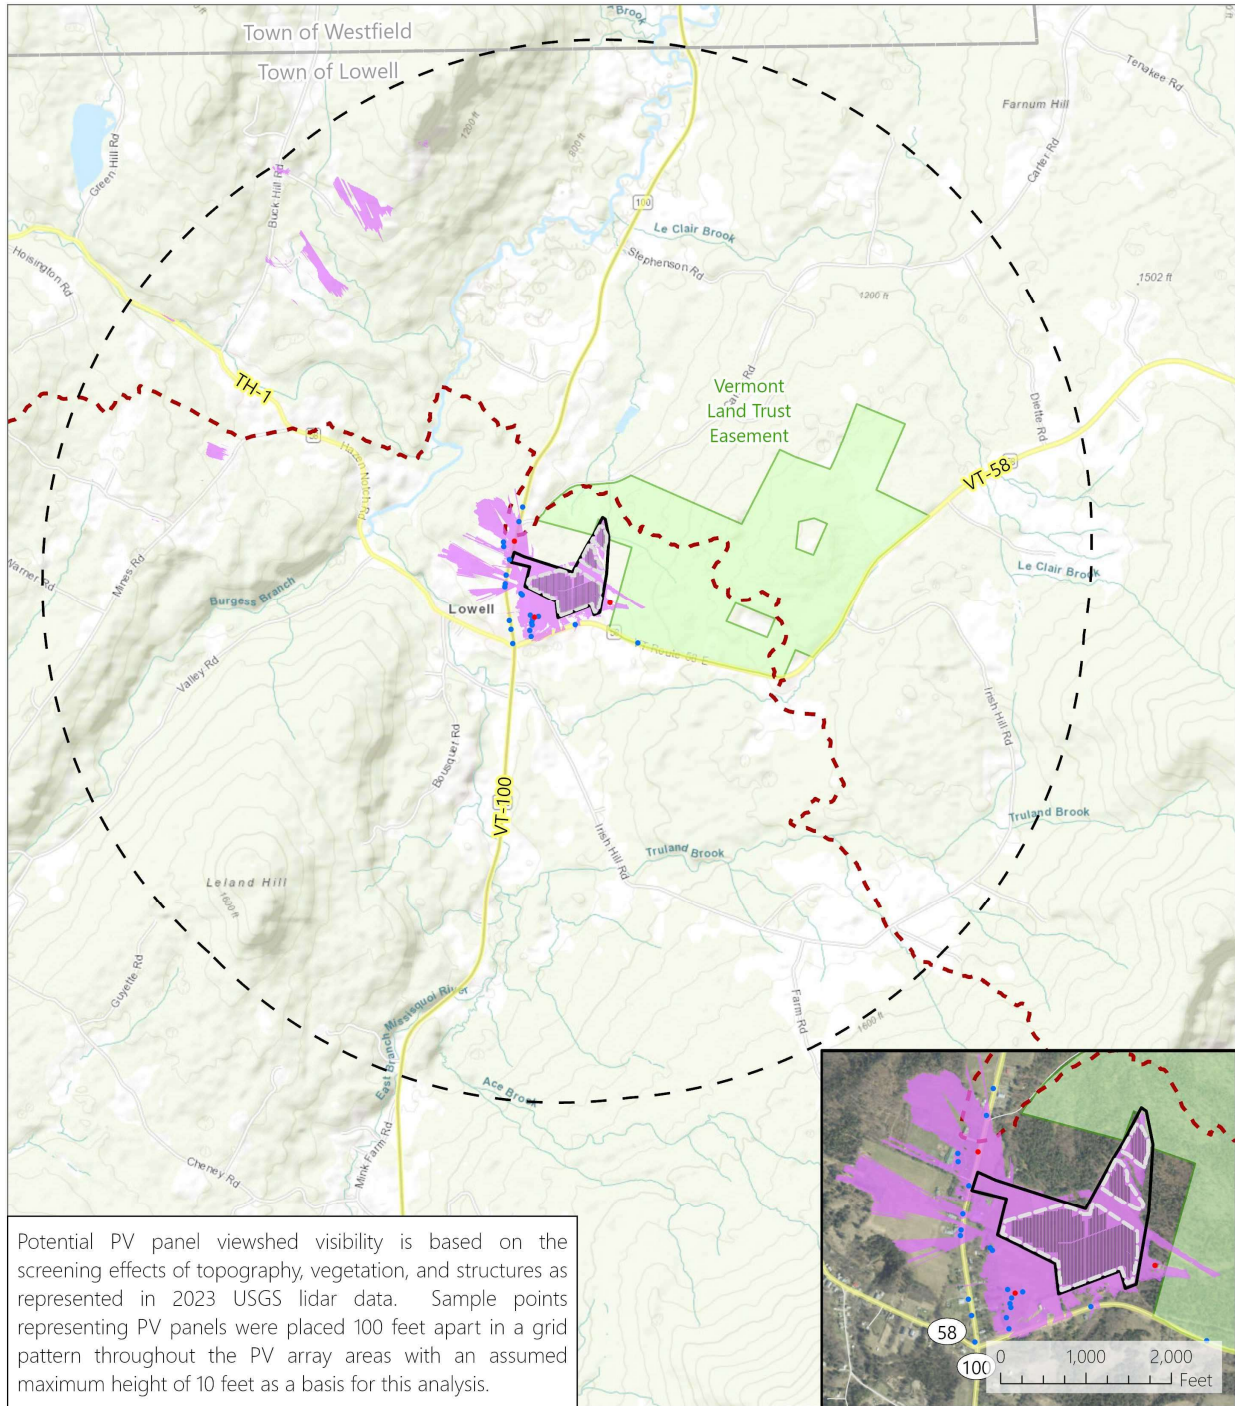 Brook
Town of Westfield
Town of Lowell
Tenakee Rd
Farnum Hill
1200 ft
800 ft
Green Hill Rd
Carter Rd
Buck Hill Rd
100
Le Clair Brook
Hoisington Rd
Stephenson Rd
1502 ft
1200 ft
TH-1
Vermont
Land Trust
Easement
Diette Rd
VT-58
Hazen Notch Rd
Mines Rd
Warner Rd
Le Clair Brook
Burgess Branch
Lowell
Valley Rd
Irish Hill Rd
Bousquet Rd
VT-100
Truland Brook
Irish Hill Rd
Truland Brook
Leland Hill
1600 ft
Guyette Rd
East Branch Missisquoi River
Farm Rd
1600 ft
Ace Brook
Mink Farm Rd
Cheney Rd
Potential PV panel viewshed visibility is based on the
screening effects of topography, vegetation, and structures as
represented in 2023 USGS lidar data. Sample points
representing PV panels were placed 100 feet apart in a grid
pattern throughout the PV array areas with an assumed
maximum height of 10 feet as a basis for this analysis.
58
100
0 1,000 2,000
Feet